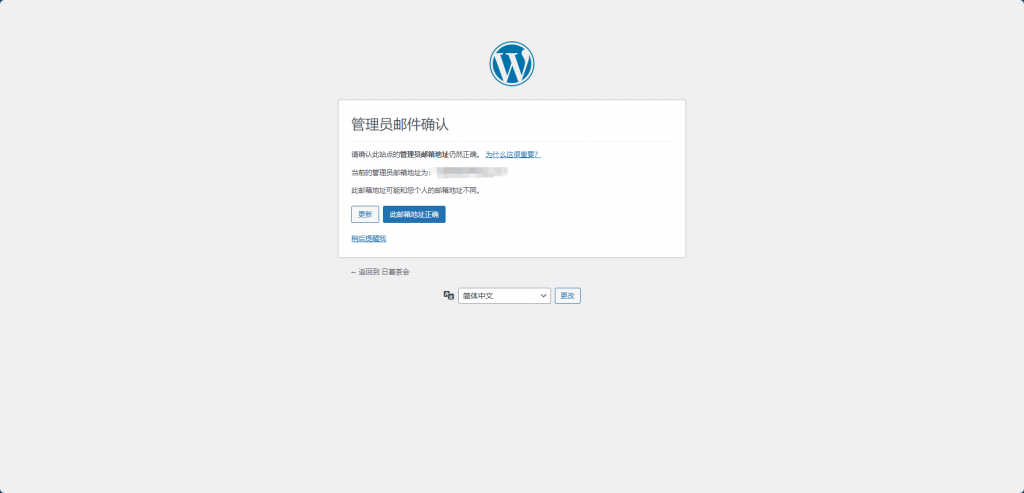 管理员邮件确认
请确认此站点的管理员邮箱地址仍然正确。 为什么这很重要？
当前的管理员邮箱地址为：
此邮箱地址可能和您个人的邮箱地址不同。
更新 此邮箱地址正确
稍后提醒我
← 返回到 日暮茶会
简体中文 更改